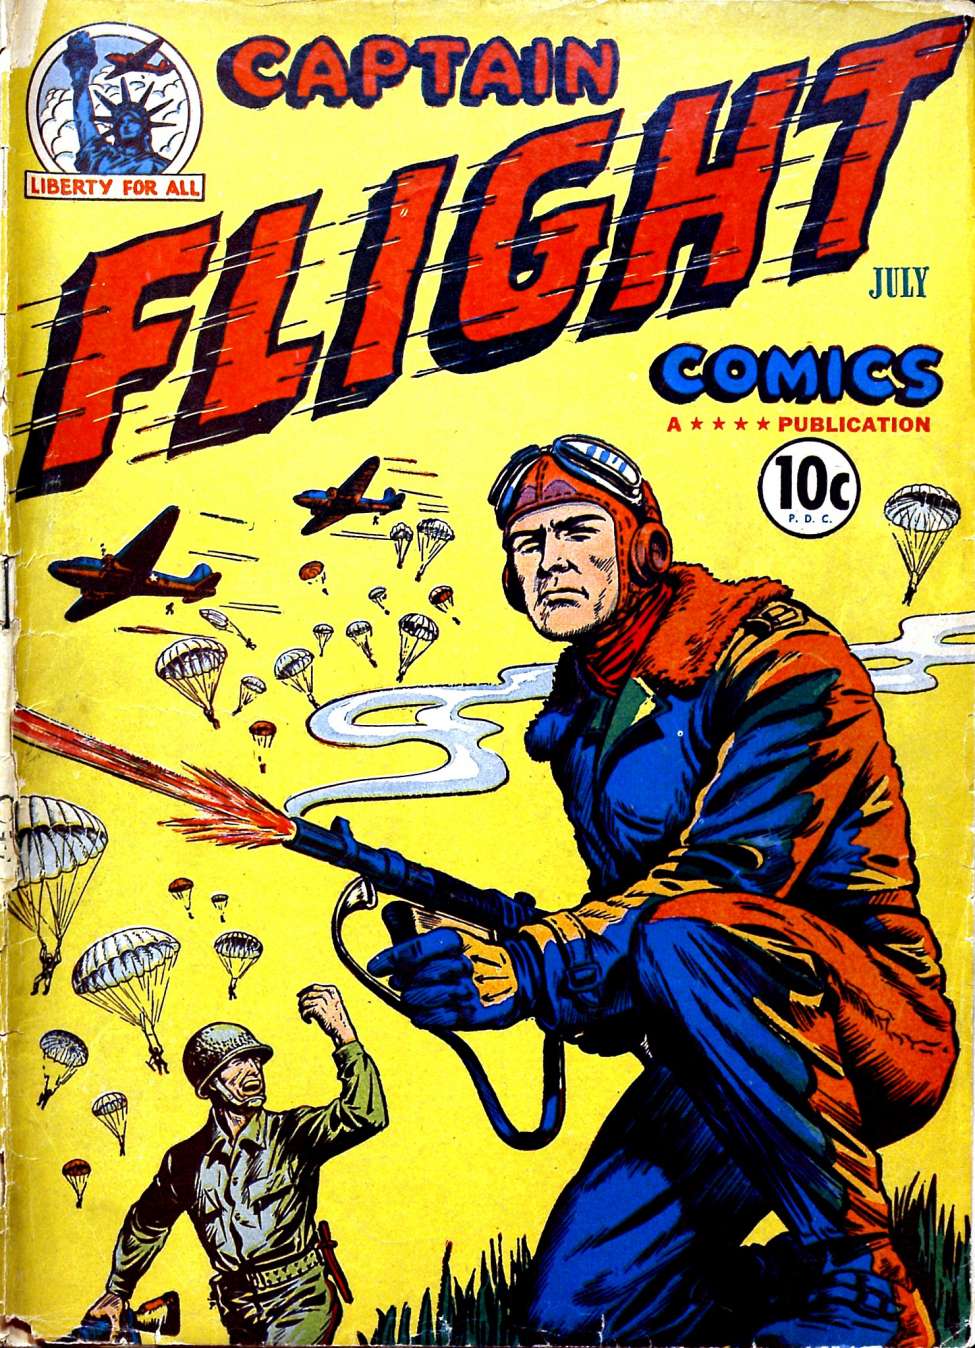 CAPTAIN
LIBERTY FOR ALL
FLIGHT
JULY
COMICS
A ★ ★ ★ ★ PUBLICATION
10c
P. D. C.